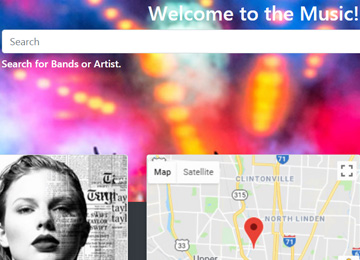 Welcome to the Music!
Search
Search for Bands or Artist.
Map
Satellite
71
CLINTONVILLE
315
NORTH LINDEN
33
71
Upper